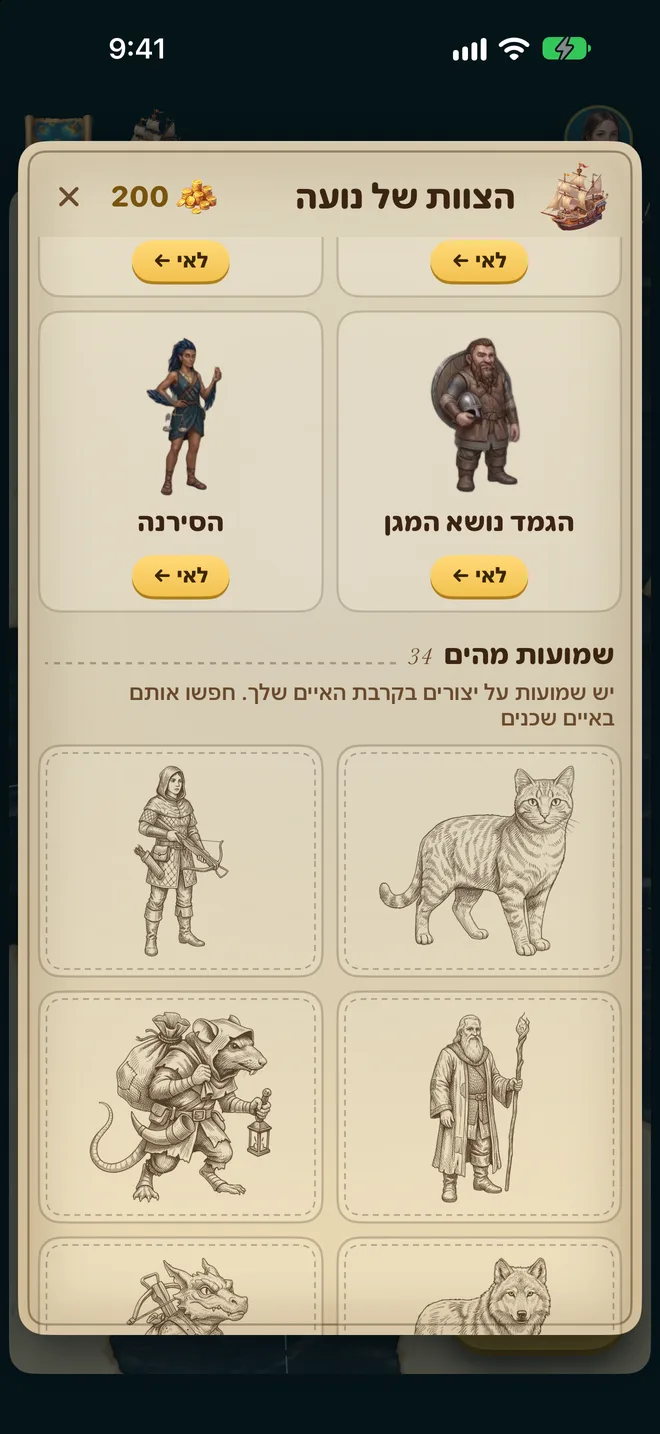 9:41
הצוות של נועה
200
לאי ←
לאי ←
הגמד נושא המגן
הסירנה
לאי ←
לאי ←
שמועות מהים 34
יש שמועות על יצורים בקרבת האיים שלך. חפשו אותם
באיים שכנים